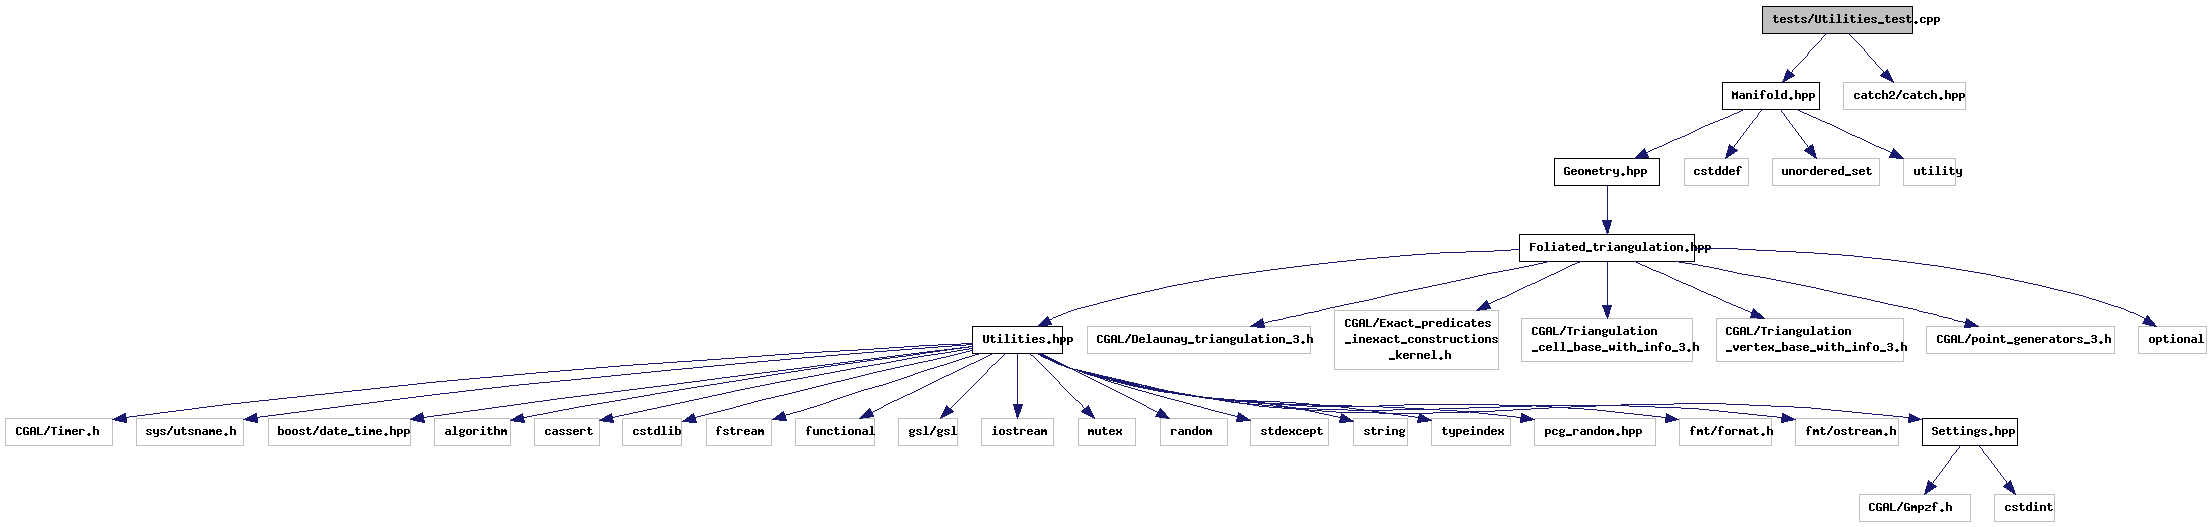 tests/Utilities_test.cpp
Manifold.hpp
catch2/catch.hpp
Geometry.hpp
cstddef
unordered_set
utility
Foliated_triangulation.hpp
Utilities.hpp
CGAL/Delaunay_triangulation_3.h
CGAL/Exact_predicates
_inexact_constructions
_kernel.h
CGAL/Triangulation
_cell_base_with_info_3.h
CGAL/Triangulation
_vertex_base_with_info_3.h
CGAL/point_generators_3.h
optional
CGAL/Timer.h
sys/utsname.h
boost/date_time.hpp
algorithm
cassert
cstdlib
fstream
functional
gsl/gsl
iostream
mutex
random
stdexcept
string
typeindex
pcg_random.hpp
fmt/format.h
fmt/ostream.h
Settings.hpp
CGAL/Gmpzf.h
cstdint